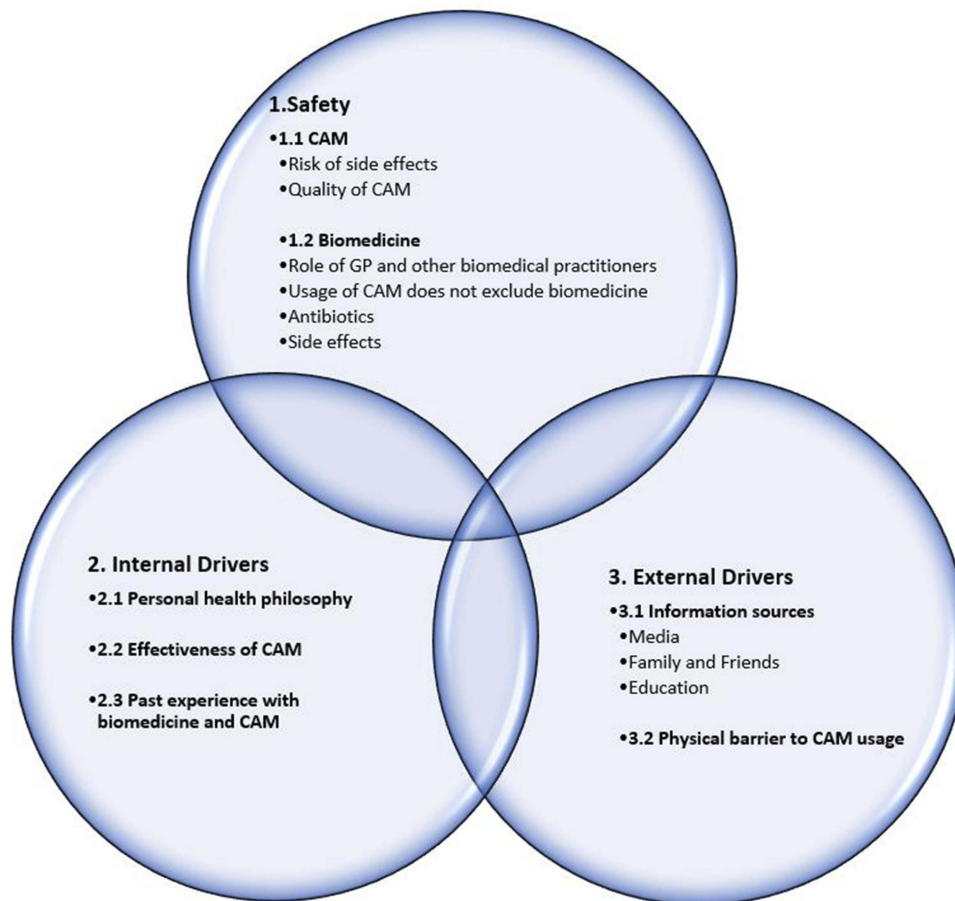 1.Safety
•1.1 CAM
•Risk of side effects
•Quality of CAM
•1.2 Biomedicine
•Role of GP and other biomedical practitioners
•Usage of CAM does not exclude biomedicine
•Antibiotics
•Side effects
2. Internal Drivers
•2.1 Personal health philosophy
•2.2 Effectiveness of CAM
•2.3 Past experience with
biomedicine and CAM
3. External Drivers
•3.1 Information sources
•Media
•Family and Friends
•Education
•3.2 Physical barrier to CAM usage